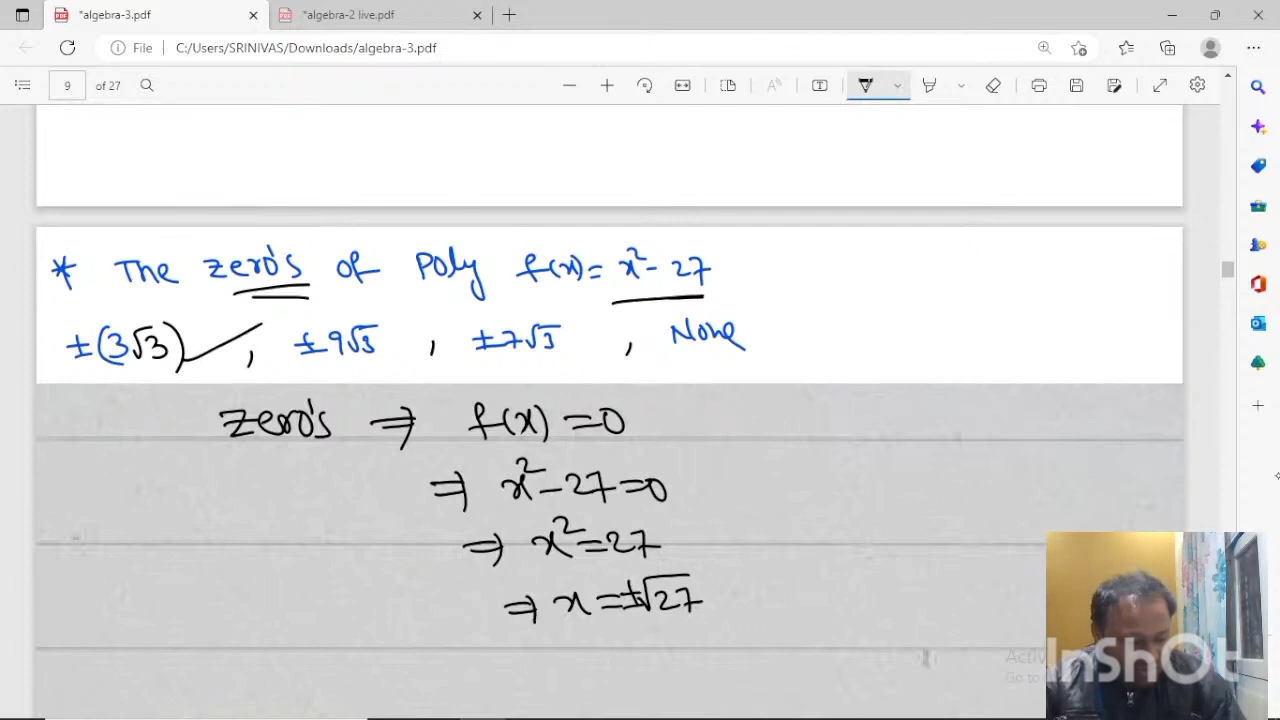 *algebra-3.pdf
*algebra-2 live.pdf
File C:/Users/SRINIVAS/Downloads/algebra-3.pdf
9 of 27
* The zero's of Poly f(x)= x²- 27
±(3√3) , ±9√3 , ±7√3 , None
zero's ⇒ f(x) =0
⇒ x²-27=0
⇒ x²=27
⇒ x=±√27
InShOt